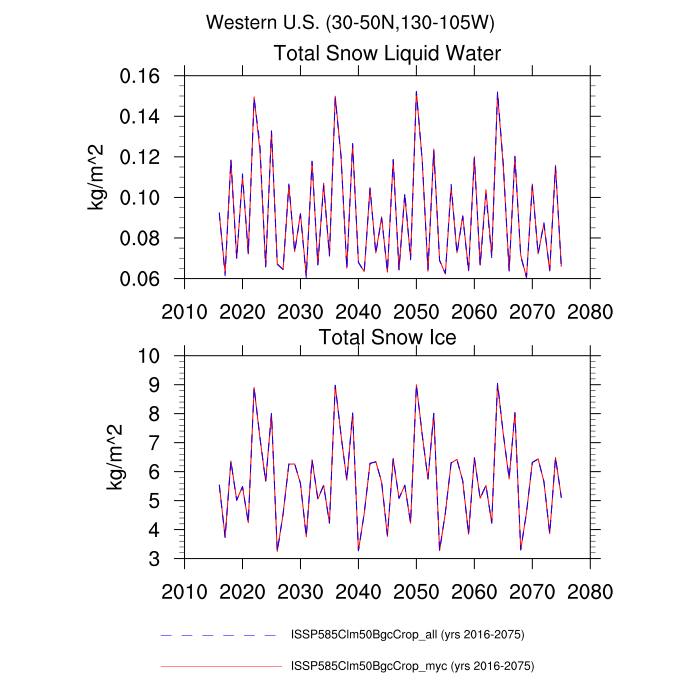 Western U.S. (30-50N,130-105W)
Total Snow Liquid Water
0.16
0.14
0.12
0.10
0.08
0.06
kg/m^2
2010 2020 2030 2040 2050 2060 2070 2080
Total Snow Ice
10
9
8
7
6
5
4
3
kg/m^2
2010 2020 2030 2040 2050 2060 2070 2080
ISSP585Clm50BgcCrop_all (yrs 2016-2075)
ISSP585Clm50BgcCrop_myc (yrs 2016-2075)